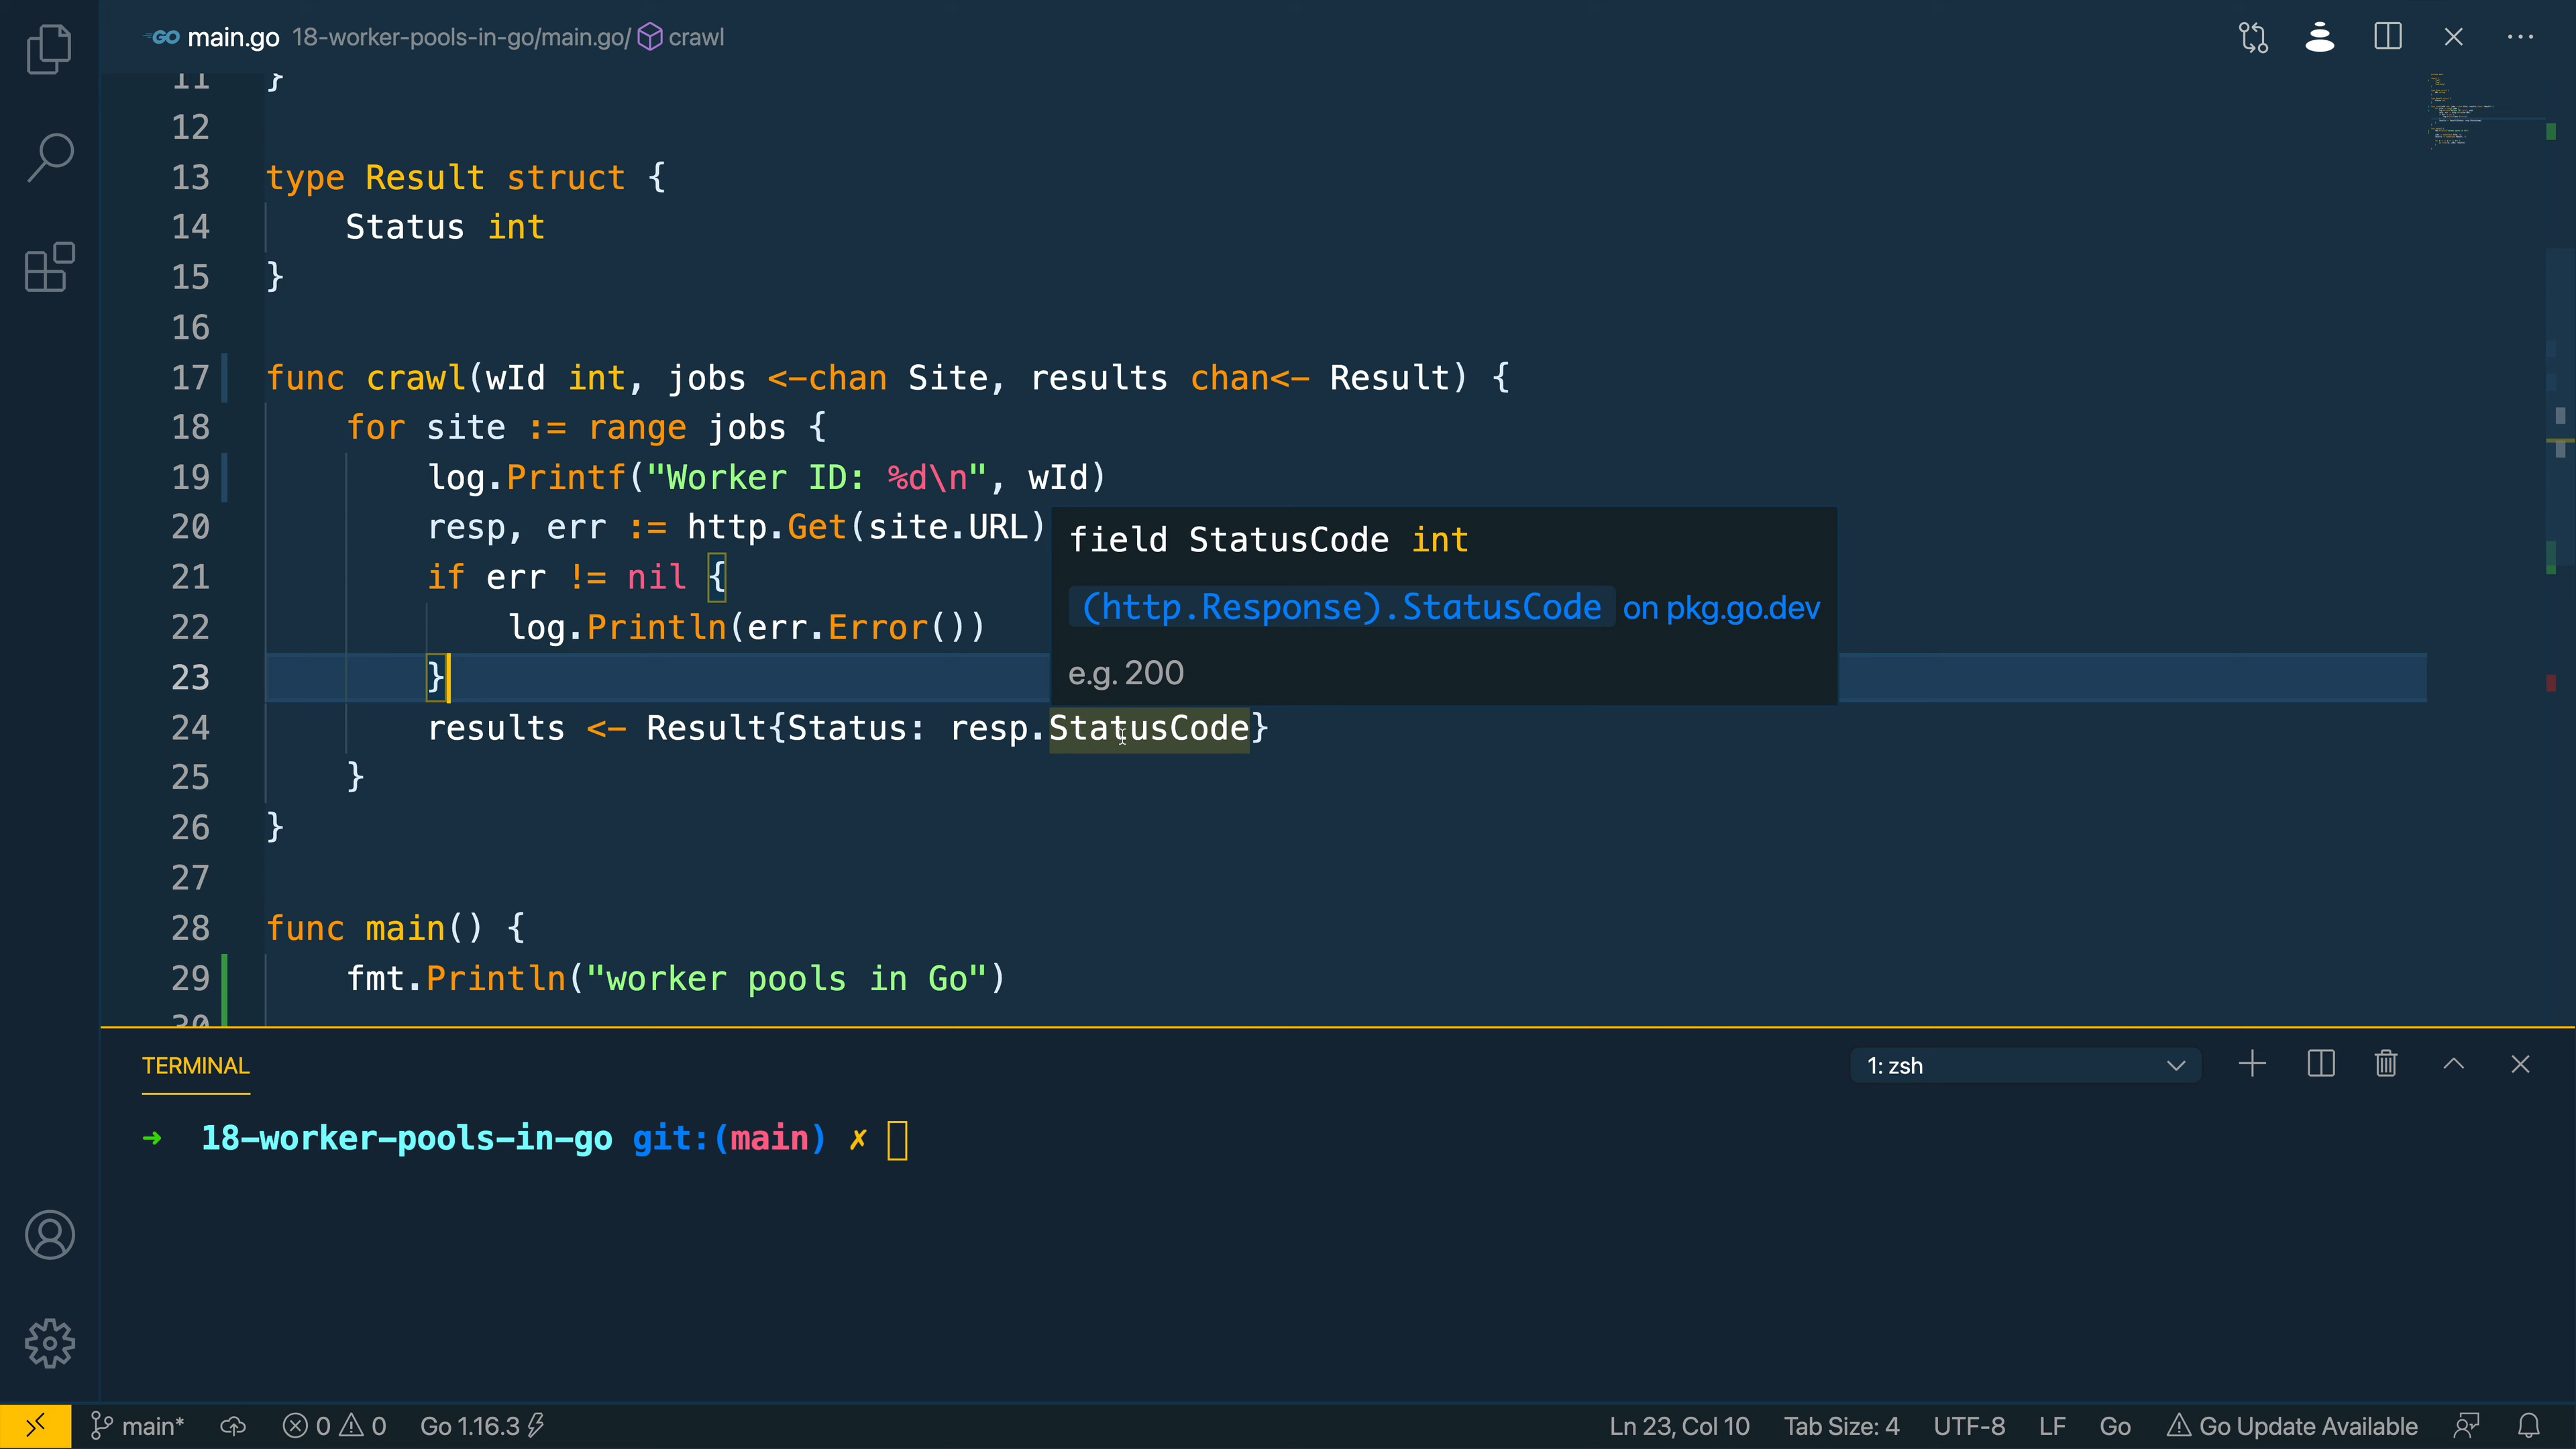 GO main.go 18-worker-pools-in-go/main.go/ crawl
11 }
12
13 type Result struct {
14 Status int
15 }
16
17 func crawl(wId int, jobs <-chan Site, results chan<- Result) {
18 for site := range jobs {
19 log.Printf("Worker ID: %d\n", wId)
20 resp, err := http.Get(site.URL)
21 if err != nil {
22 log.Println(err.Error())
23 }
24 results <- Result{Status: resp.StatusCode}
25 }
26 }
27
28 func main() {
29 fmt.Println("worker pools in Go")
30
field StatusCode int
(http.Response).StatusCode on pkg.go.dev
e.g. 200
TERMINAL
1: zsh
➜ 18-worker-pools-in-go git:(main) ✗
main* 0 0 Go 1.16.3 Ln 23, Col 10 Tab Size: 4 UTF-8 LF Go Go Update Available